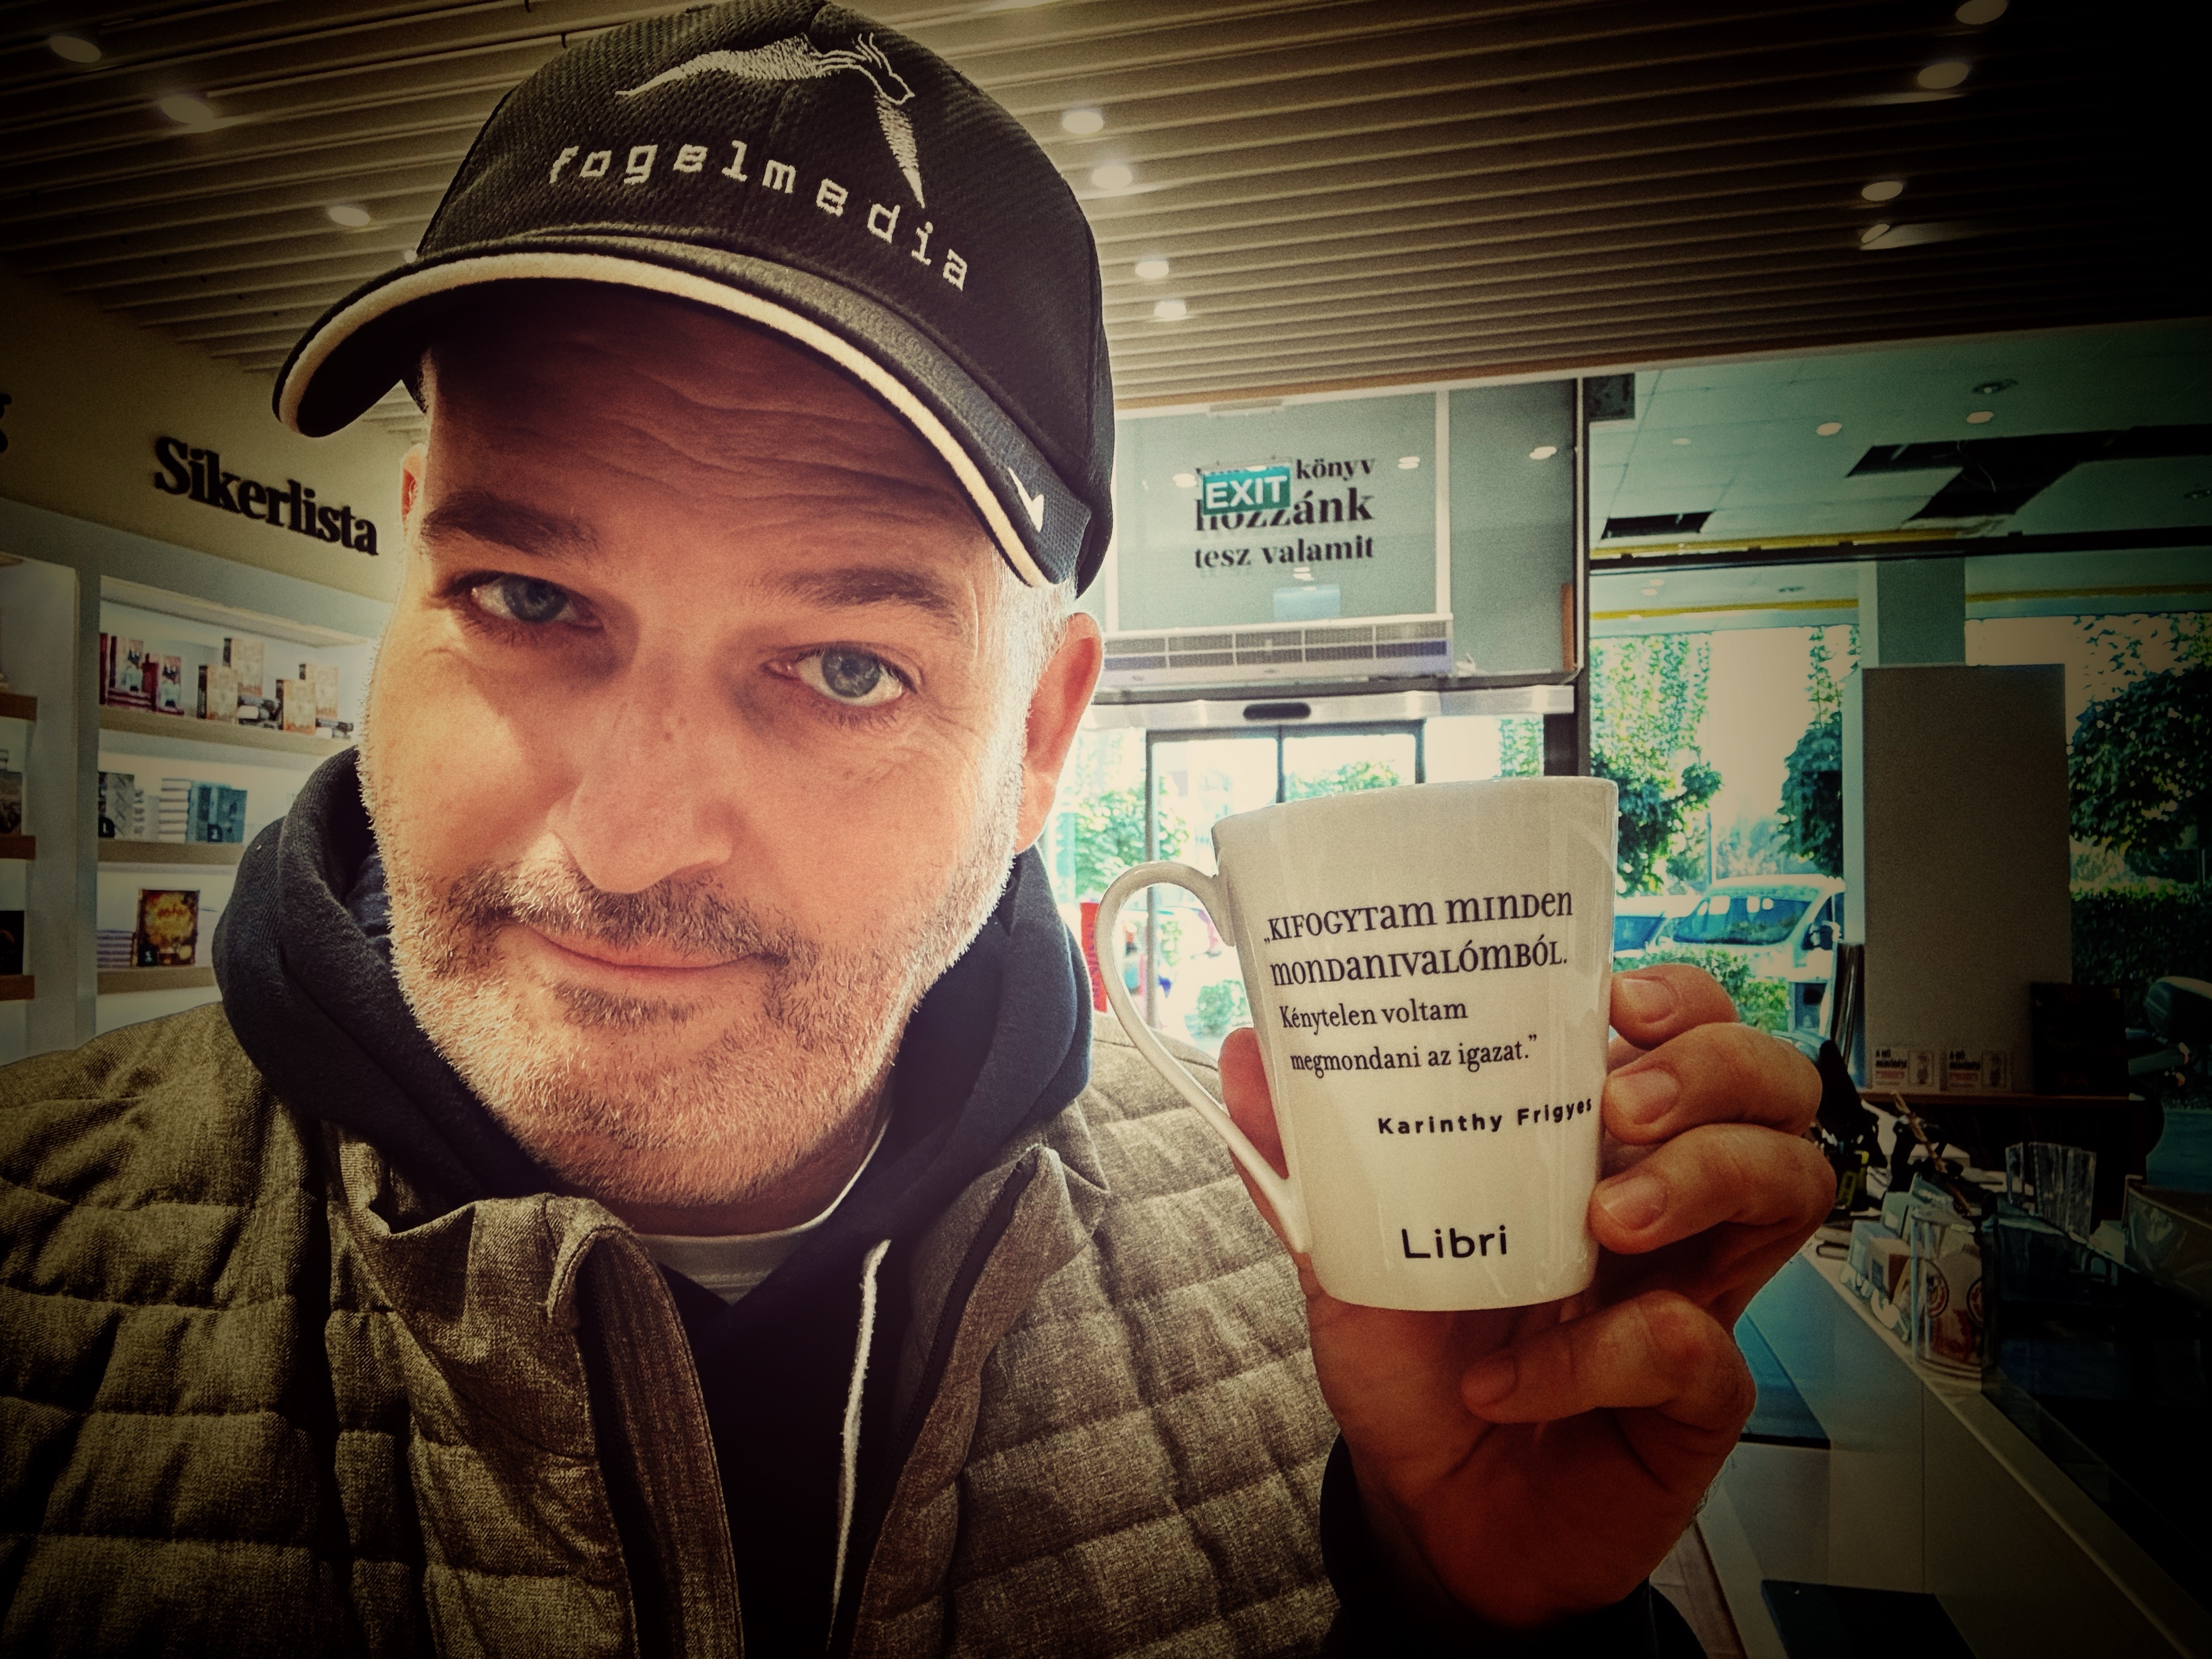 fogelmedia
Sikerlista
könyv
EXIT
hozzánk
tesz valamit
„KIFOGYTam mINDen
monDanIvaLómBÓL.
Kénytelen voltam
megmondani az igazat.”
Karinthy Frigyes
Libri